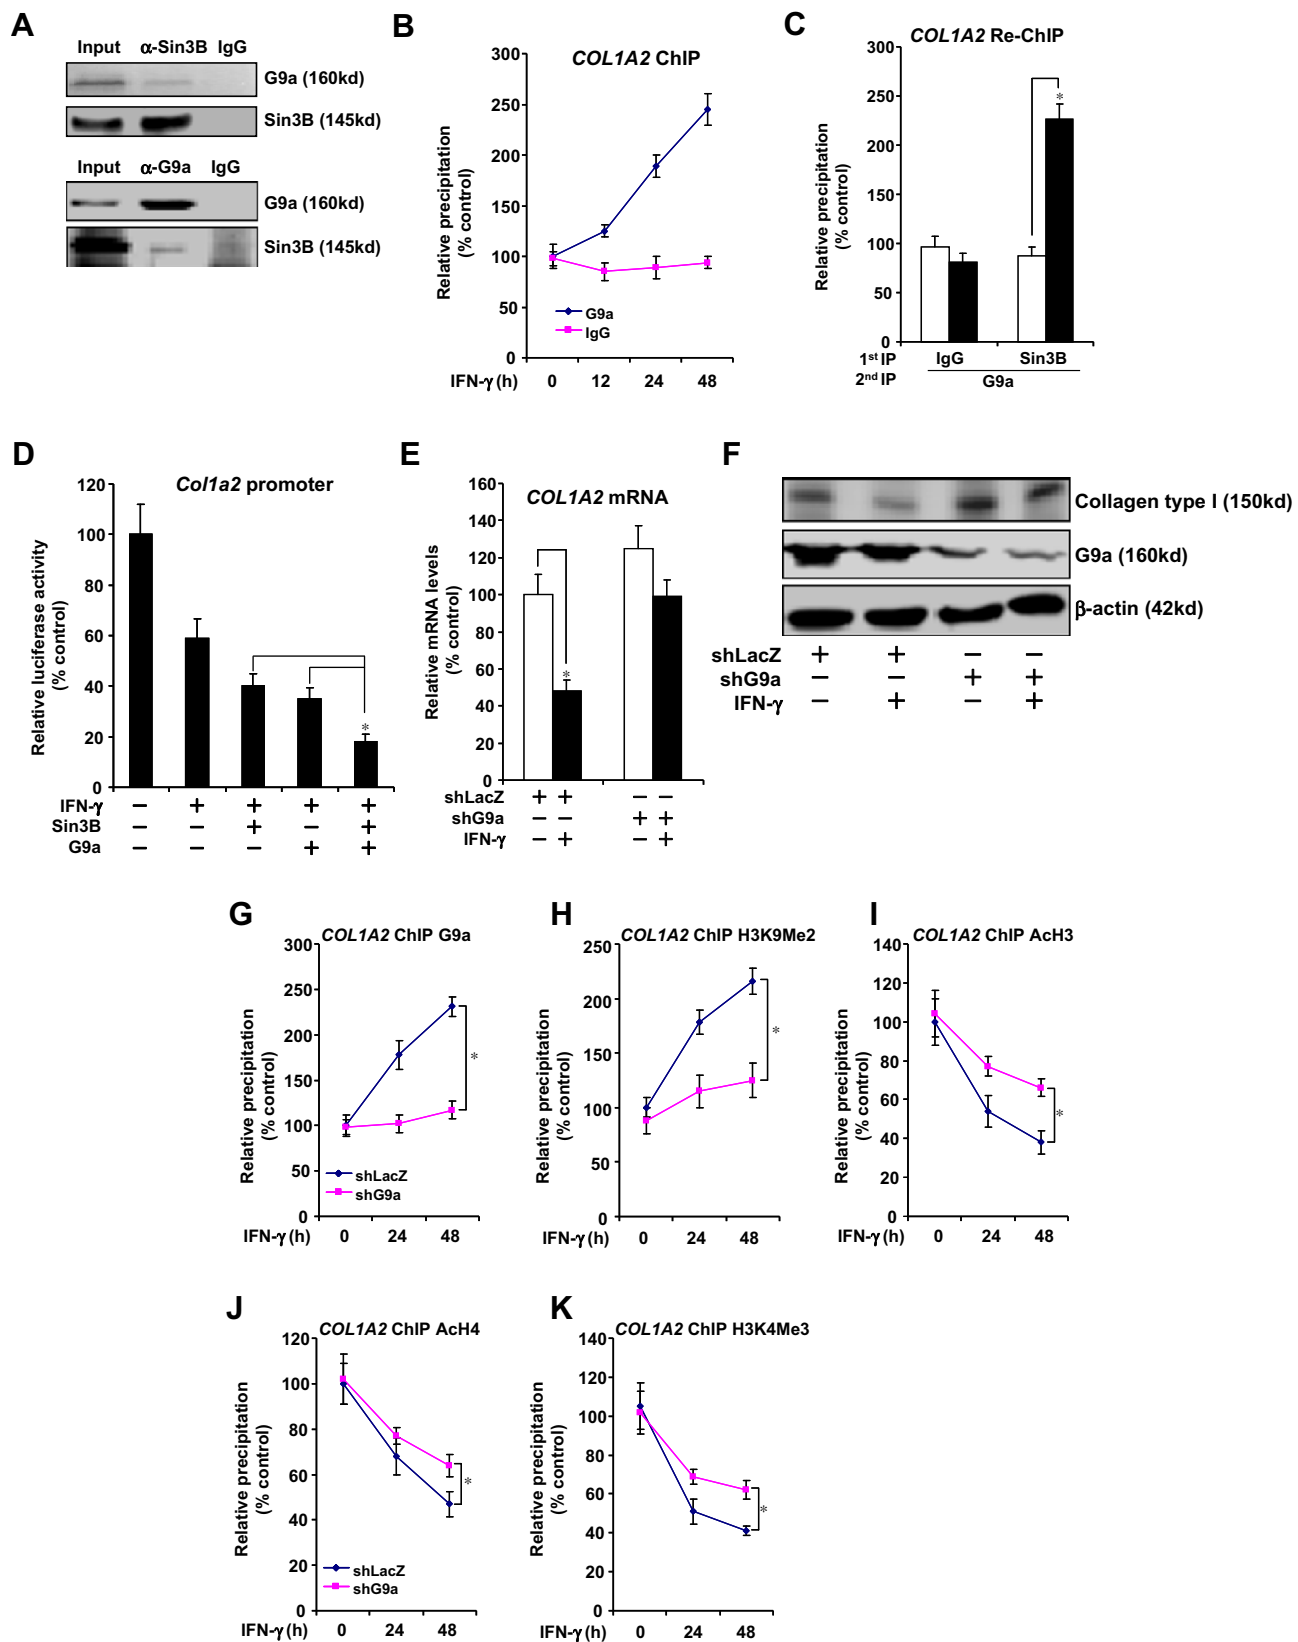 A
Input α-Sin3B IgG
G9a (160kd)
Sin3B (145kd)
Input α-G9a IgG
G9a (160kd)
Sin3B (145kd)
B
COL1A2 ChIP
Relative precipitation
(% control)
300
250
200
150
100
50
0
G9a
IgG
IFN-γ (h) 0 12 24 48
C
COL1A2 Re-ChIP
Relative precipitation
(% control)
300
250
200
150
100
50
0
*
1st IP IgG Sin3B
2nd IP G9a
D
Col1a2 promoter
Relative luciferase activity
(% control)
120
100
80
60
40
20
0
*
IFN-γ − + + + +
Sin3B − − + − +
G9a − − − + +
E
COL1A2 mRNA
Relative mRNA levels
(% control)
160
140
120
100
80
60
40
20
0
*
shLacZ + + − −
shG9a − − + +
IFN-γ − + − +
F
Collagen type I (150kd)
G9a (160kd)
β-actin (42kd)
shLacZ + + − −
shG9a − − + +
IFN-γ − + − +
G
COL1A2 ChIP G9a
Relative precipitation
(% control)
300
250
200
150
100
50
0
*
shLacZ
shG9a
IFN-γ (h) 0 24 48
H
COL1A2 ChIP H3K9Me2
Relative precipitation
(% control)
250
200
150
100
50
0
*
IFN-γ (h) 0 24 48
I
COL1A2 ChIP AcH3
Relative precipitation
(% control)
140
120
100
80
60
40
20
0
*
IFN-γ (h) 0 24 48
J
COL1A2 ChIP AcH4
Relative precipitation
(% control)
120
100
80
60
40
20
0
*
shLacZ
shG9a
IFN-γ (h) 0 24 48
K
COL1A2 ChIP H3K4Me3
Relative precipitation
(% control)
140
120
100
80
60
40
20
0
*
IFN-γ (h) 0 24 48